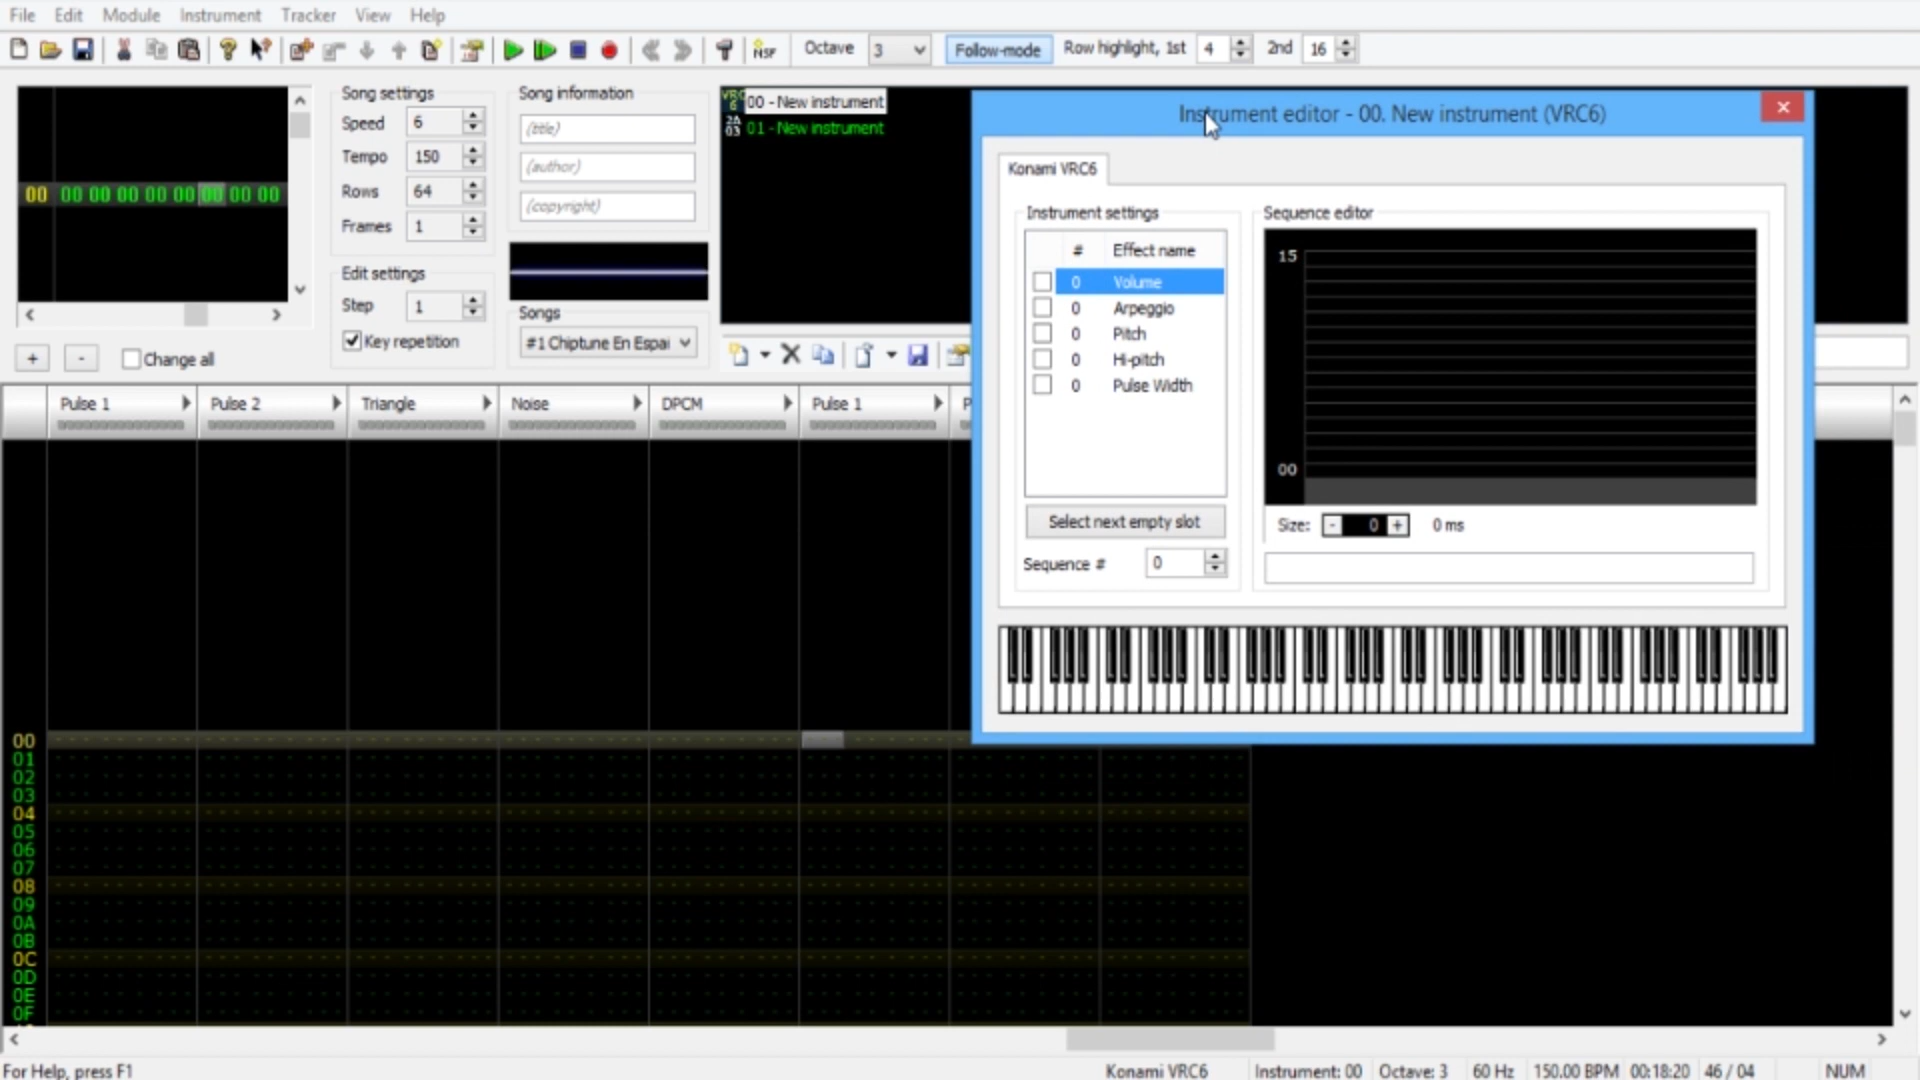 File Edit Module Instrument Tracker View Help
NSF Octave 3 Follow-mode Row highlight, 1st 4 2nd 16
Song settings
Speed 6
Tempo 150
Rows 64
Frames 1
00 00 00 00 00 00 00 00 00
Edit settings
Step 1
Key repetition
+ - Change all
Song information
(title)
(author)
(copyright)
Songs
#1 Chiptune En Espai
VRC6 00 - New instrument
2A03 01 - New instrument
Instrument editor - 00. New instrument (VRC6)
Konami VRC6
Instrument settings
# Effect name
0 Volume
0 Arpeggio
0 Pitch
0 Hi-pitch
0 Pulse Width
Select next empty slot
Sequence # 0
Sequence editor
15
00
Size: - 0 + 0 ms
Pulse 1 Pulse 2 Triangle Noise DPCM Pulse 1 P
00
01
02
03
04
05
06
07
08
09
0A
0B
0C
0D
0E
0F
For Help, press F1 Konami VRC6 Instrument: 00 Octave: 3 60 Hz 150.00 BPM 00:18:20 46 / 04 NUM